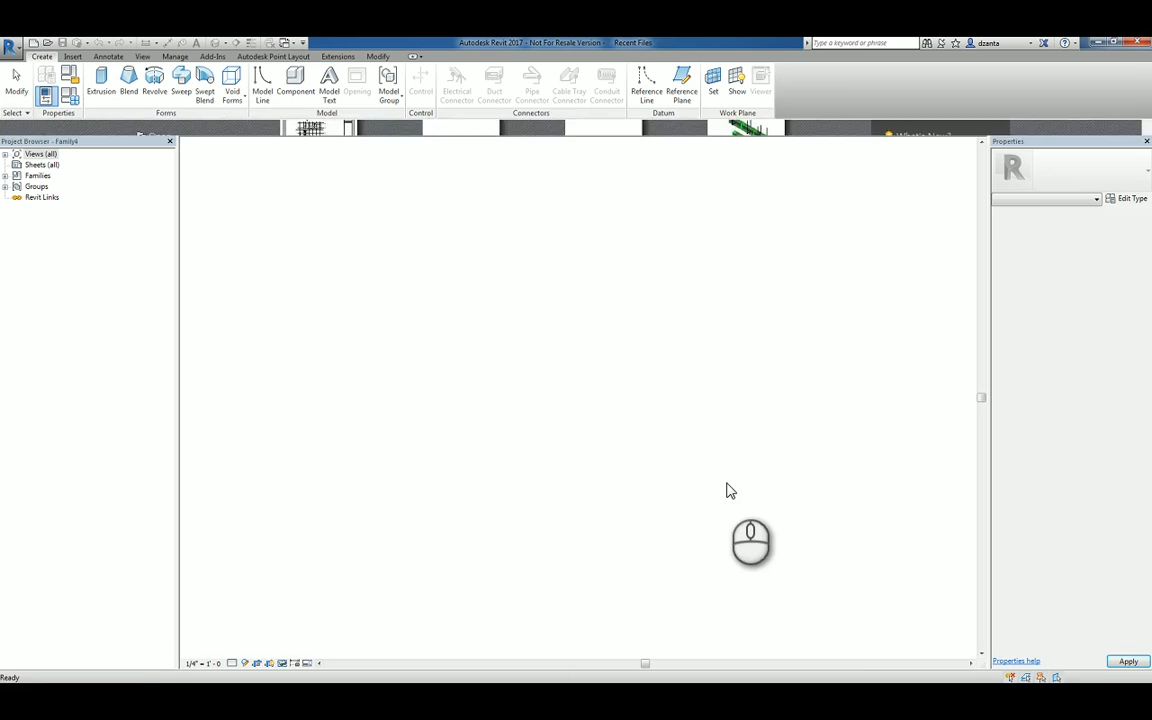 Autodesk Revit 2017 - Not For Resale Version - Recent Files
Type a keyword or phrase
dzanta
Create Insert Annotate View Manage Add-Ins Autodesk Point Layout Extensions Modify
Modify Extrusion Blend Revolve Sweep Swept Blend Void Forms Model Line Component Model Text Opening Model Group Control Electrical Connector Duct Connector Pipe Connector Cable Tray Connector Conduit Connector Reference Line Reference Plane Set Show Viewer
Select Properties Forms Model Control Connectors Datum Work Plane
What's New?
Project Browser - Family4
Properties
Views (all)
Sheets (all)
Families
Groups
Revit Links
R
Edit Type
1/4" = 1'-0
Properties help
Apply
Ready